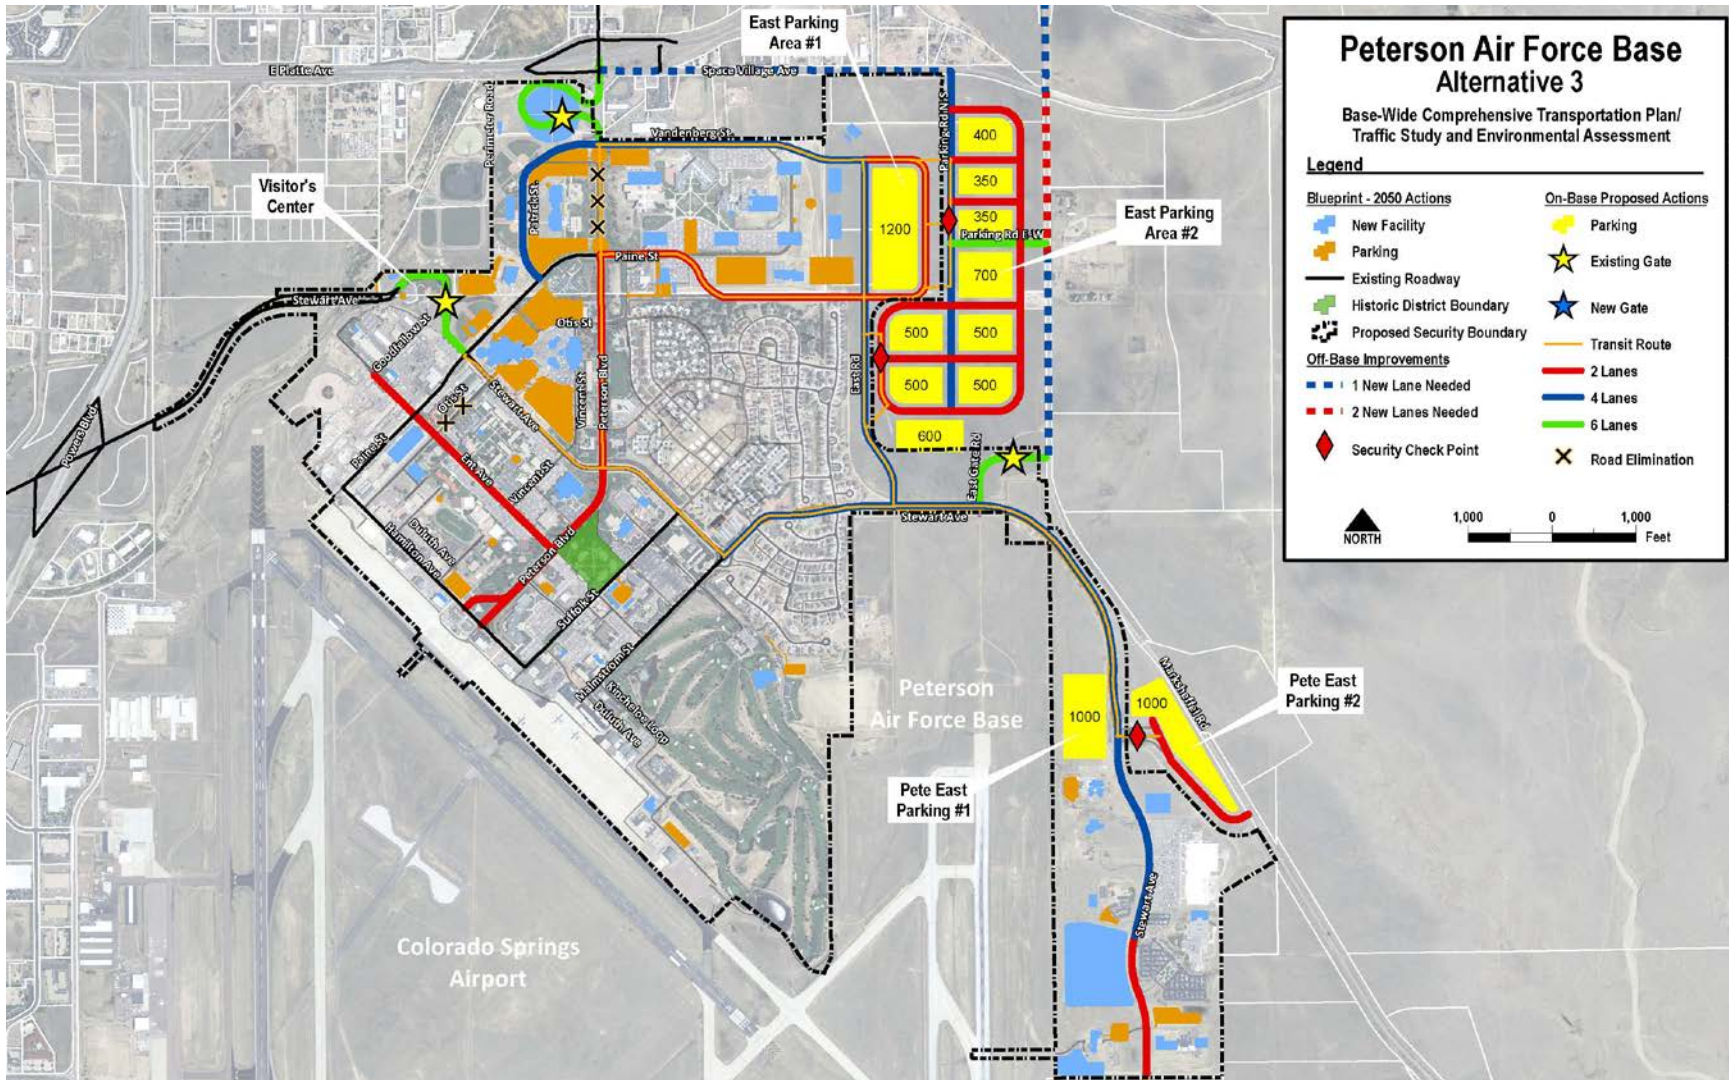 Peterson Air Force Base
Alternative 3
Base-Wide Comprehensive Transportation Plan/
Traffic Study and Environmental Assessment
Legend
Blueprint - 2050 Actions
New Facility
Parking
Existing Roadway
Historic District Boundary
Proposed Security Boundary
Off-Base Improvements
1 New Lane Needed
2 New Lanes Needed
Security Check Point
On-Base Proposed Actions
Parking
Existing Gate
New Gate
Transit Route
2 Lanes
4 Lanes
6 Lanes
Road Elimination
NORTH
1,000
0
1,000
Feet
East Parking
Area #1
E Platte Ave
Space Village Ave
Perimeter Road
Parking Rd N-S
Vandenberg St
400
Visitor's
Center
Patrick St
350
350
East Parking
Area #2
1200
Parking Rd E-W
Paine St
700
Stewart Ave
Goodfellow St
Otis St
500
500
East Rd
Vincent St
Peterson Blvd
Otis St
Stewart Ave
500
500
Powers Blvd
600
Paine St
Ent Ave
Vincent St
East Gate Rd
Stewart Ave
Duluth Ave
Hamilton Ave
Peterson Blvd
Suffolk St
Malmstrom St
Kincheloe Loop
Duluth Ave
Peterson
Air Force Base
Marksheffel Rd
1000
1000
Pete East
Parking #2
Pete East
Parking #1
Stewart Ave
Colorado Springs
Airport